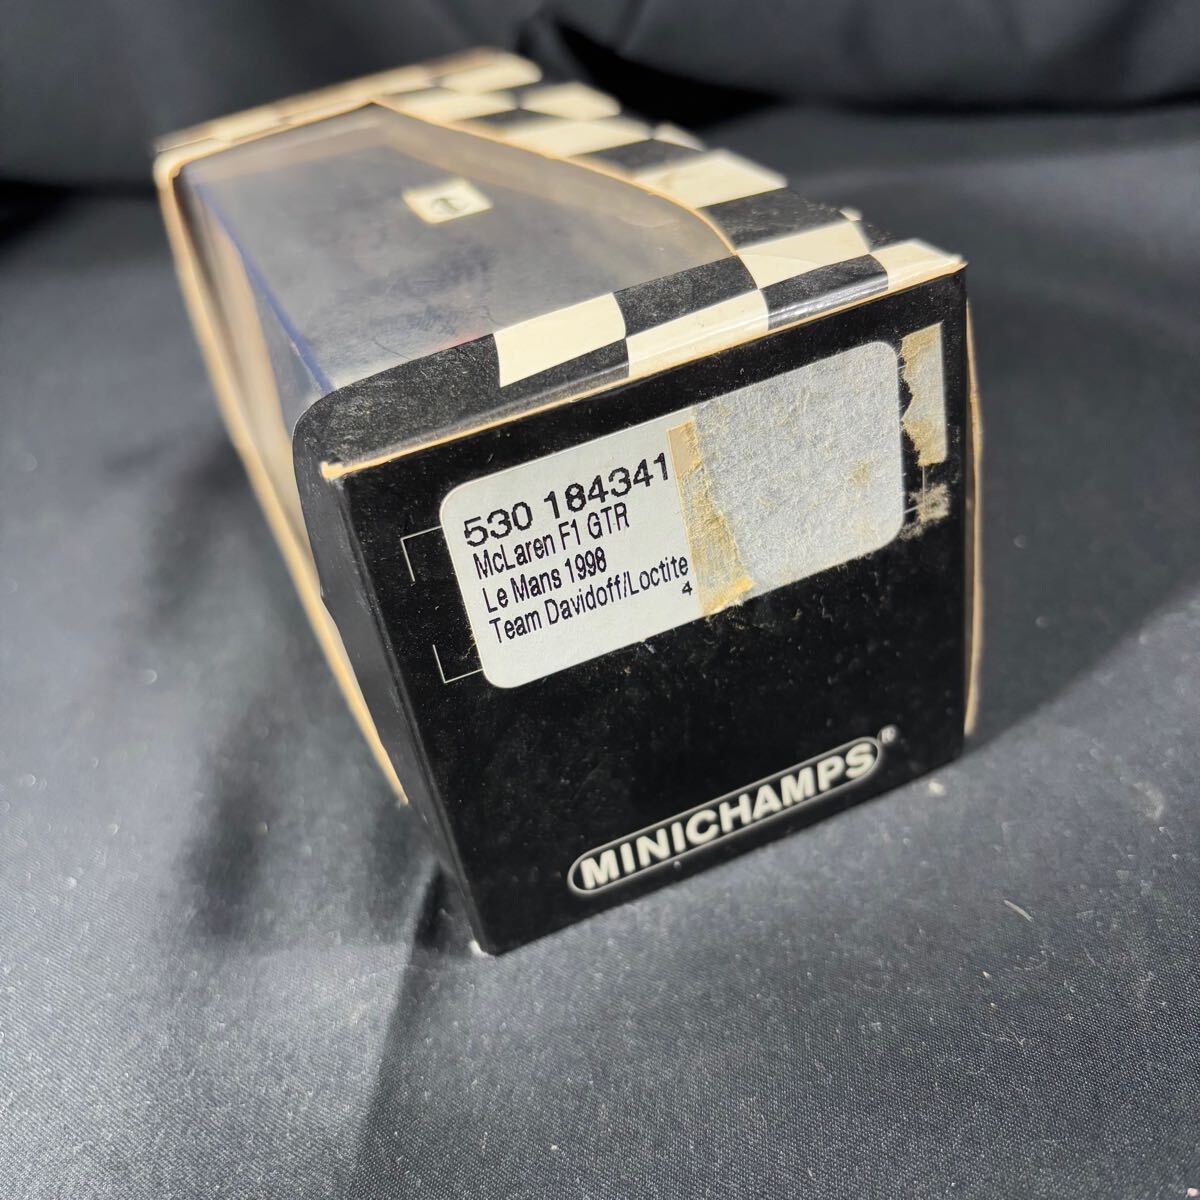 530 184341
McLaren F1 GTR
Le Mans 1998
Team Davidoff/Loctite
4
MINICHAMPS®